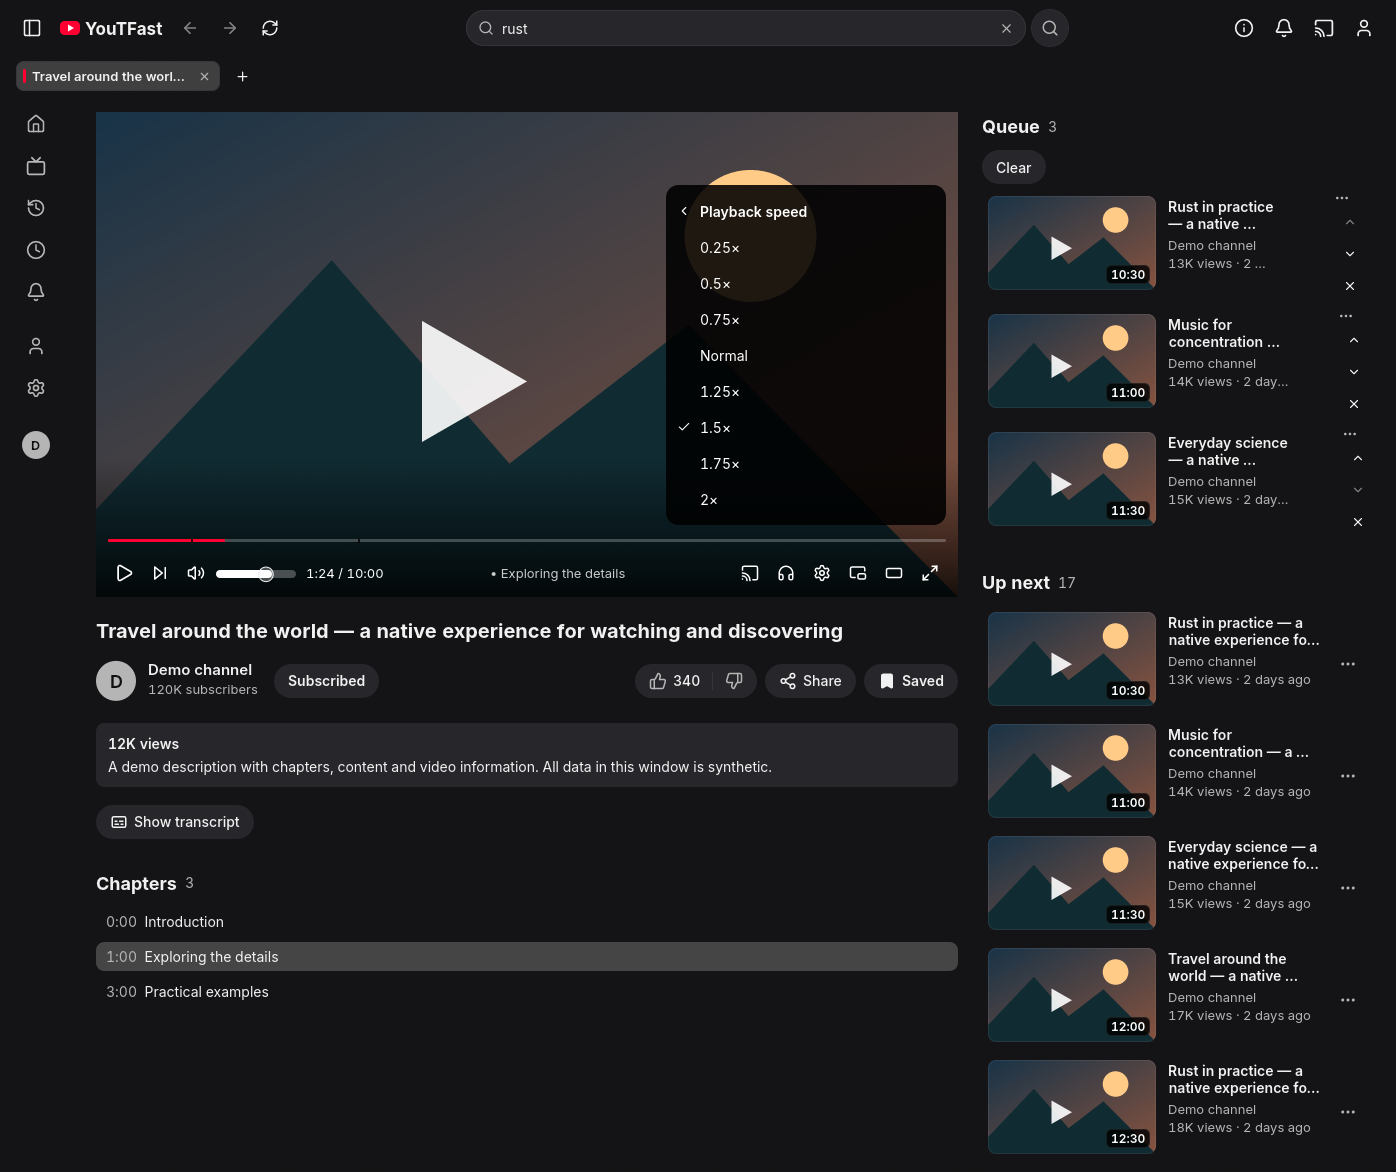 YouTFast
rust
Travel around the worl...
Queue 3
Clear
Rust in practice
— a native ...
Demo channel
13K views · 2 ...
10:30
Music for
concentration ...
Demo channel
14K views · 2 day...
11:00
Everyday science
— a native ...
Demo channel
15K views · 2 day...
11:30
Playback speed
0.25×
0.5×
0.75×
Normal
1.25×
1.5×
1.75×
2×
1:24 / 10:00
• Exploring the details
Travel around the world — a native experience for watching and discovering
D
Demo channel
120K subscribers
Subscribed
340
Share
Saved
12K views
A demo description with chapters, content and video information. All data in this window is synthetic.
Show transcript
Chapters 3
0:00 Introduction
1:00 Exploring the details
3:00 Practical examples
D
Up next 17
Rust in practice — a
native experience fo...
Demo channel
13K views · 2 days ago
10:30
Music for
concentration — a ...
Demo channel
14K views · 2 days ago
11:00
Everyday science — a
native experience fo...
Demo channel
15K views · 2 days ago
11:30
Travel around the
world — a native ...
Demo channel
17K views · 2 days ago
12:00
Rust in practice — a
native experience fo...
Demo channel
18K views · 2 days ago
12:30